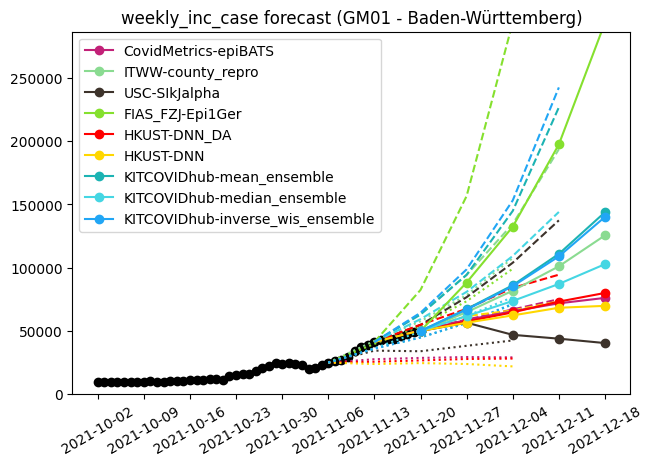 weekly_inc_case forecast (GM01 - Baden-Württemberg)
CovidMetrics-epiBATS
ITWW-county_repro
USC-SIkJalpha
FIAS_FZJ-Epi1Ger
HKUST-DNN_DA
HKUST-DNN
KITCOVIDhub-mean_ensemble
KITCOVIDhub-median_ensemble
KITCOVIDhub-inverse_wis_ensemble
250000
200000
150000
100000
50000
0
2021-10-02
2021-10-09
2021-10-16
2021-10-23
2021-10-30
2021-11-06
2021-11-13
2021-11-20
2021-11-27
2021-12-04
2021-12-11
2021-12-18